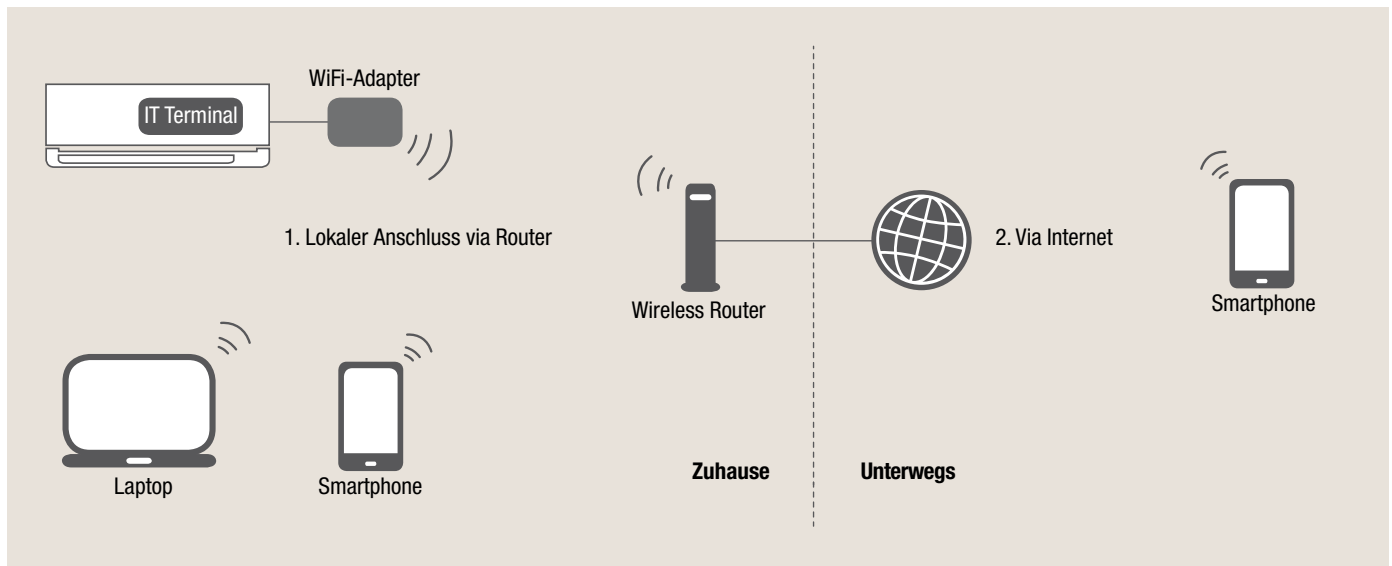 WiFi-Adapter
IT Terminal
1. Lokaler Anschluss via Router
2. Via Internet
Wireless Router
Smartphone
Laptop
Smartphone
Zuhause
Unterwegs